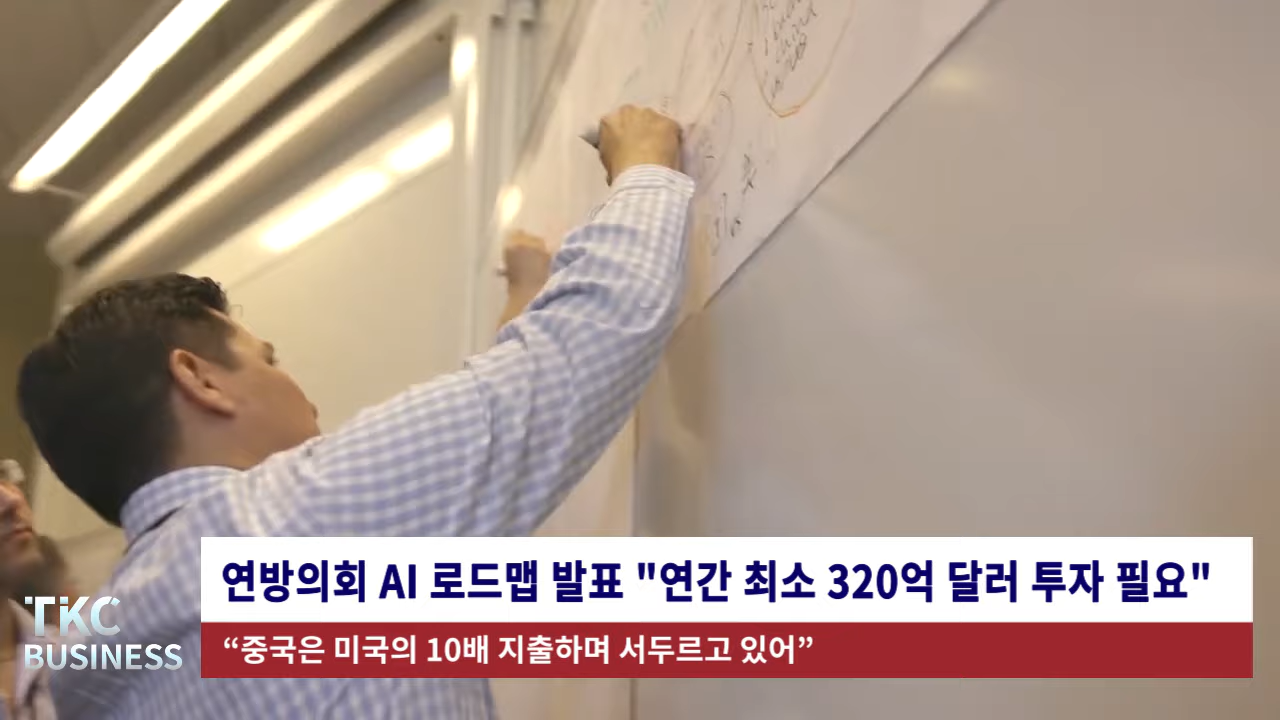 연방의회 AI 로드맵 발표 "연간 최소 320억 달러 투자 필요"
“중국은 미국의 10배 지출하며 서두르고 있어”
TKC
BUSINESS